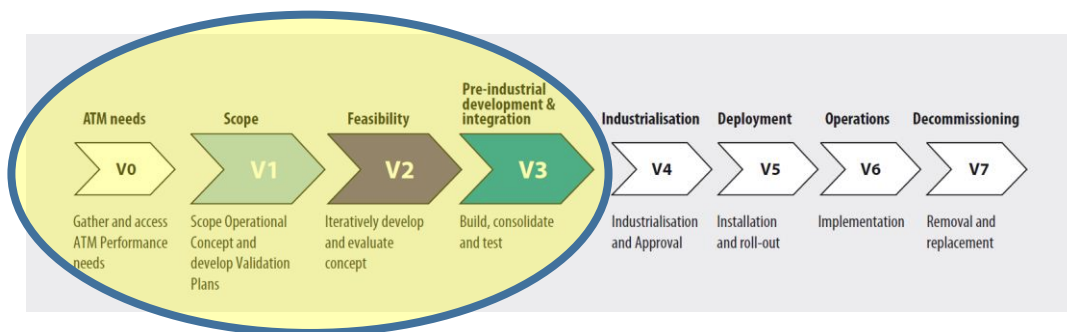 ATM needs
Scope
Feasibility
Pre-industrial
development &
integration
Industrialisation
Deployment
Operations
Decommissioning
V0
V1
V2
V3
V4
V5
V6
V7
Gather and access
ATM Performance
needs
Scope Operational
Concept and
develop Validation
Plans
Iteratively develop
and evaluate
concept
Build, consolidate
and test
Industrialisation
and Approval
Installation
and roll-out
Implementation
Removal and
replacement